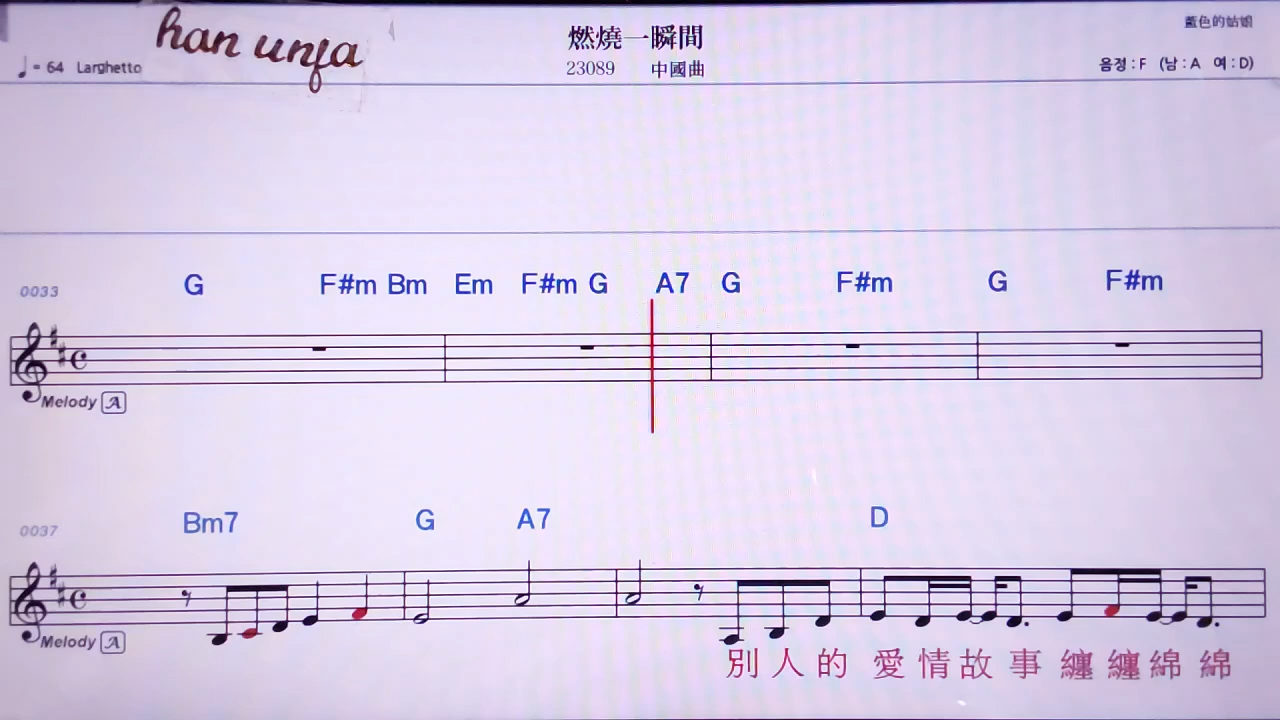 han unfa
燃燒一瞬間
藍色的姑娘
♩= 64 Larghetto
23089 中國曲
음정 : F (남 : A 여 : D)
0033 G F#m Bm Em F#m G A7 G F#m G F#m
Melody A
0037 Bm7 G A7 D
Melody A
別人的 愛情故事 纏纏綿綿